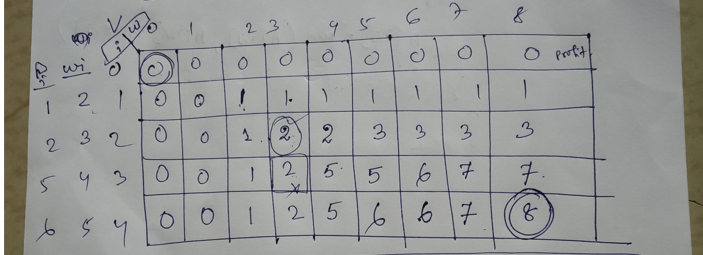 V w 0 1 2 3 4 5 6 7 8
Pi wi i 0 0 0 0 0 0 0 0 0 0 profit
1 2 1 0 0 1 1 1 1 1 1 1
2 3 2 0 0 1 2 2 3 3 3 3
5 4 3 0 0 1 2 5 5 6 7 7
6 5 4 0 0 1 2 5 6 6 7 8